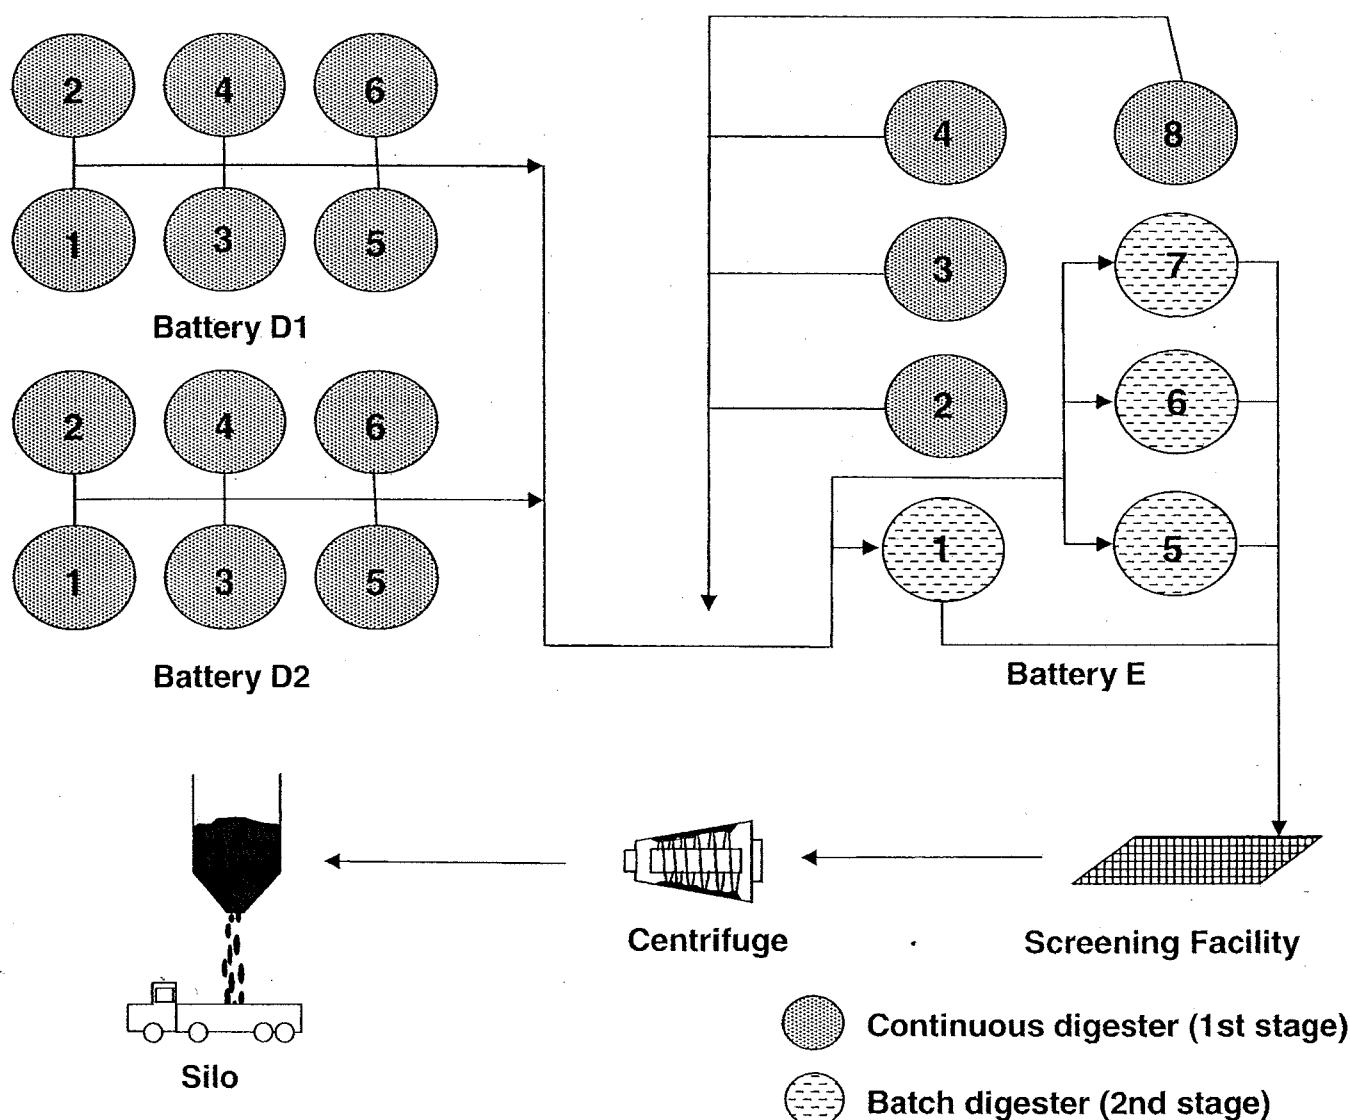 2 4 6
1 3 5
Battery D1
2 4 6
1 3 5
Battery D2
4 8
3 7
2 6
1 5
Battery E
Silo
Centrifuge
Screening Facility
Continuous digester (1st stage)
Batch digester (2nd stage)